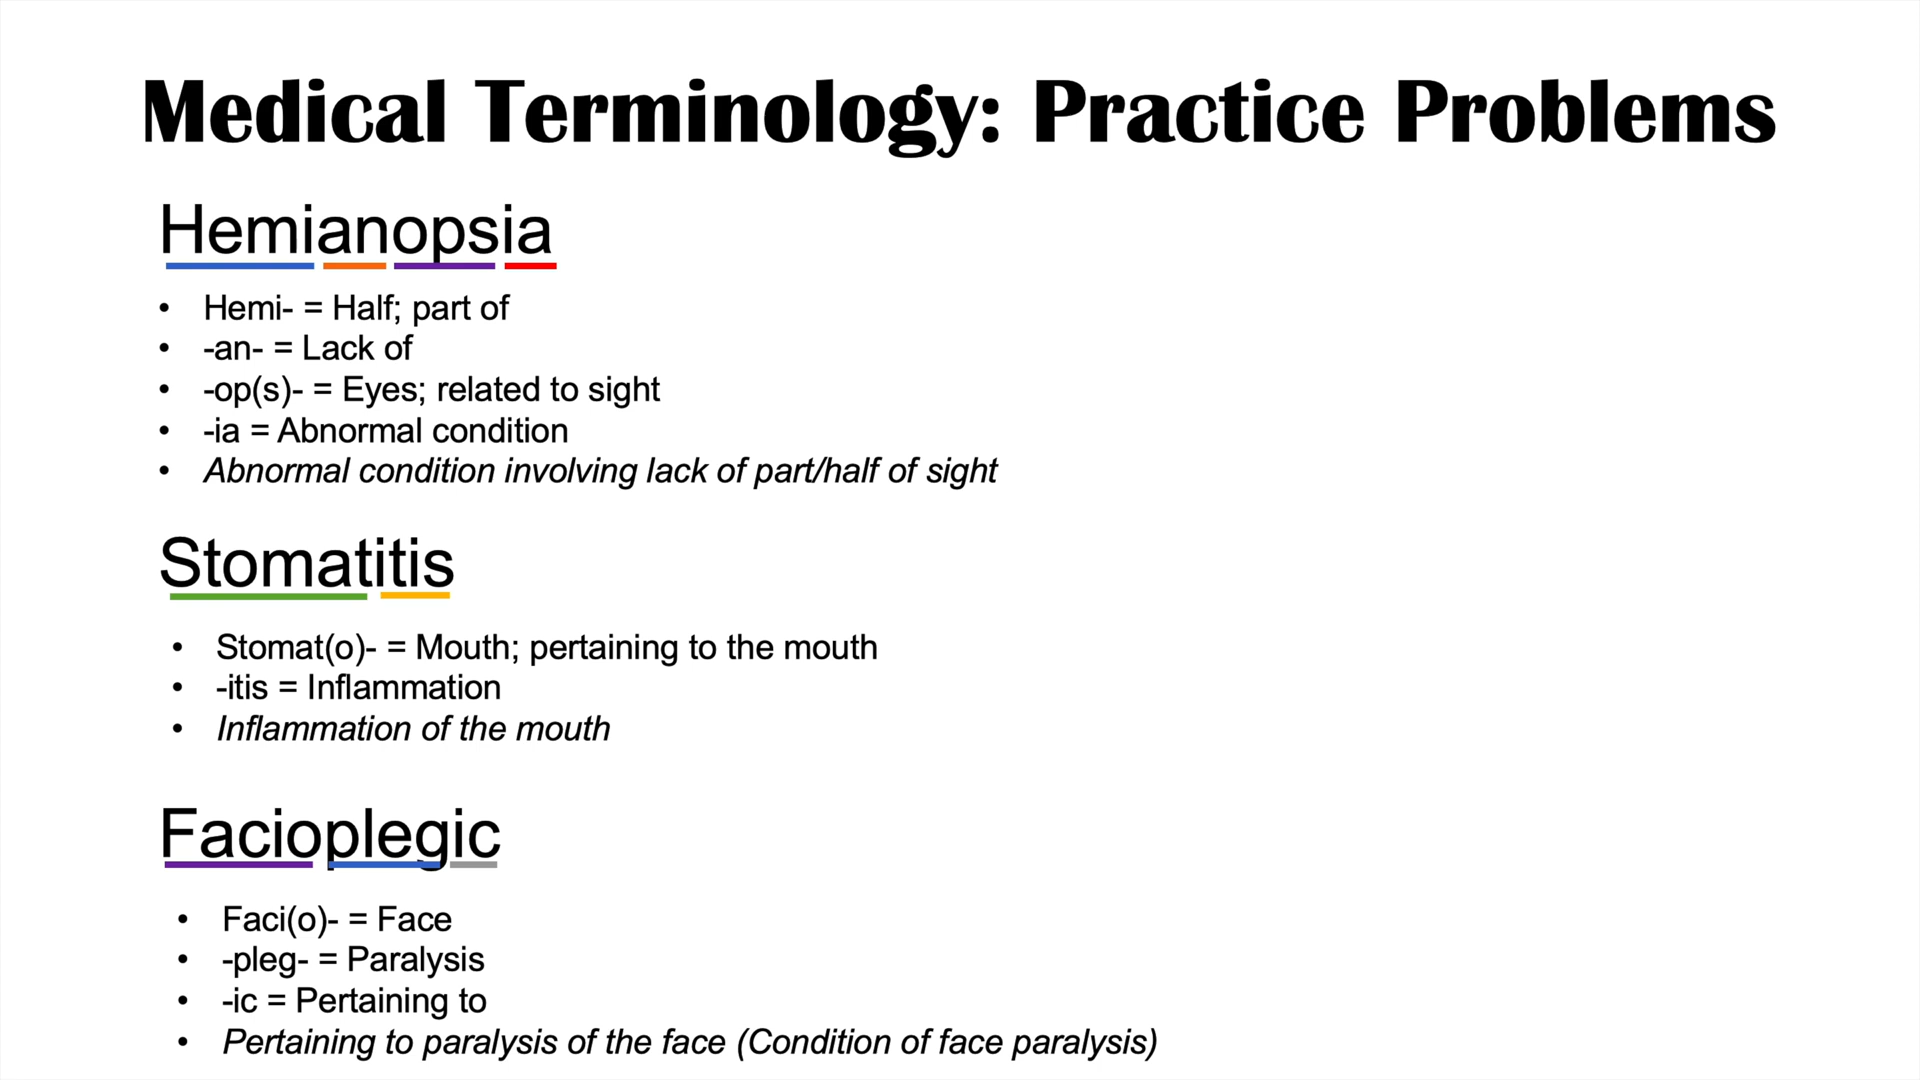 Medical Terminology: Practice Problems
Hemianopsia
• Hemi- = Half; part of
• -an- = Lack of
• -op(s)- = Eyes; related to sight
• -ia = Abnormal condition
• Abnormal condition involving lack of part/half of sight
Stomatitis
• Stomat(o)- = Mouth; pertaining to the mouth
• -itis = Inflammation
• Inflammation of the mouth
Facioplegic
• Faci(o)- = Face
• -pleg- = Paralysis
• -ic = Pertaining to
• Pertaining to paralysis of the face (Condition of face paralysis)